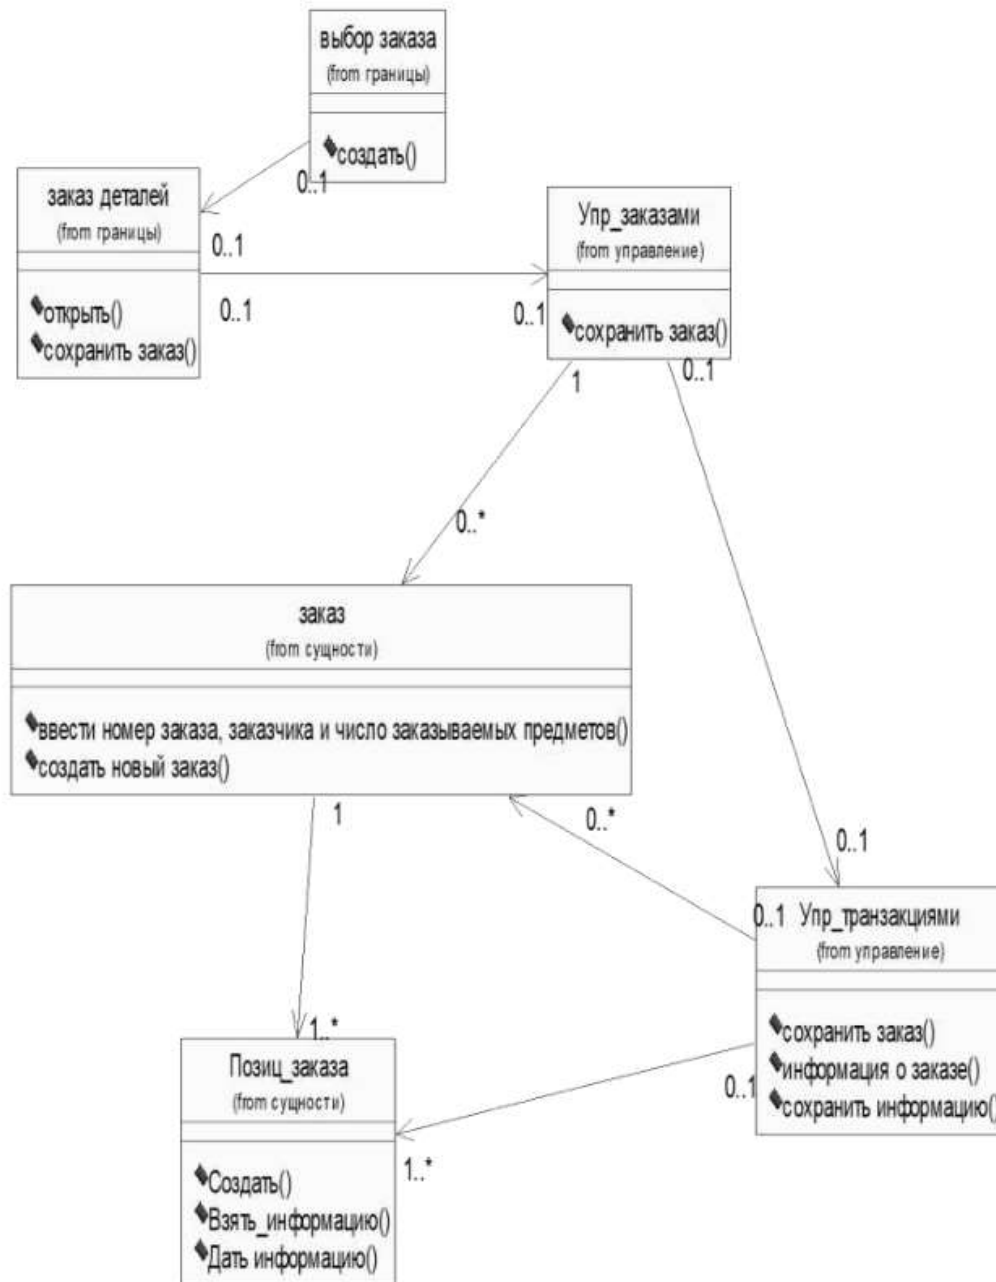 выбор заказа
(from границы)
создать()
0..1
заказ деталей
(from границы)
0..1
открыть()
сохранить заказ()
0..1
Упр_заказами
(from управление)
0..1
сохранить заказ()
1
0..1
0..*
заказ
(from сущности)
ввести номер заказа, заказчика и число заказываемых предметов()
создать новый заказ()
1
0..*
0..1
0..1
Упр_транзакциями
(from управление)
сохранить заказ()
информация о заказе()
сохранить информацию()
0..1
1..*
Позиц_заказа
(from сущности)
1..*
Создать()
Взять_информацию()
Дать информацию()